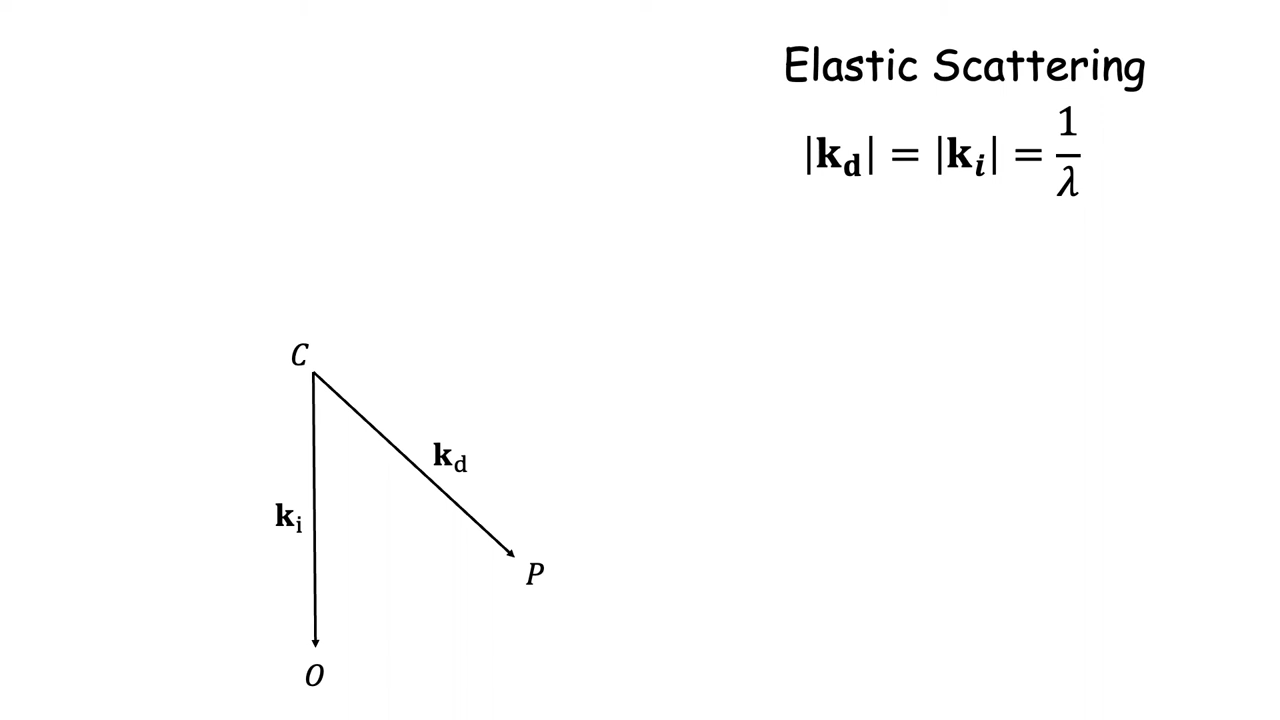 Elastic Scattering
|𝐤_d| = |𝐤_i| = 1/λ
C
𝐤_d
𝐤_i
P
O